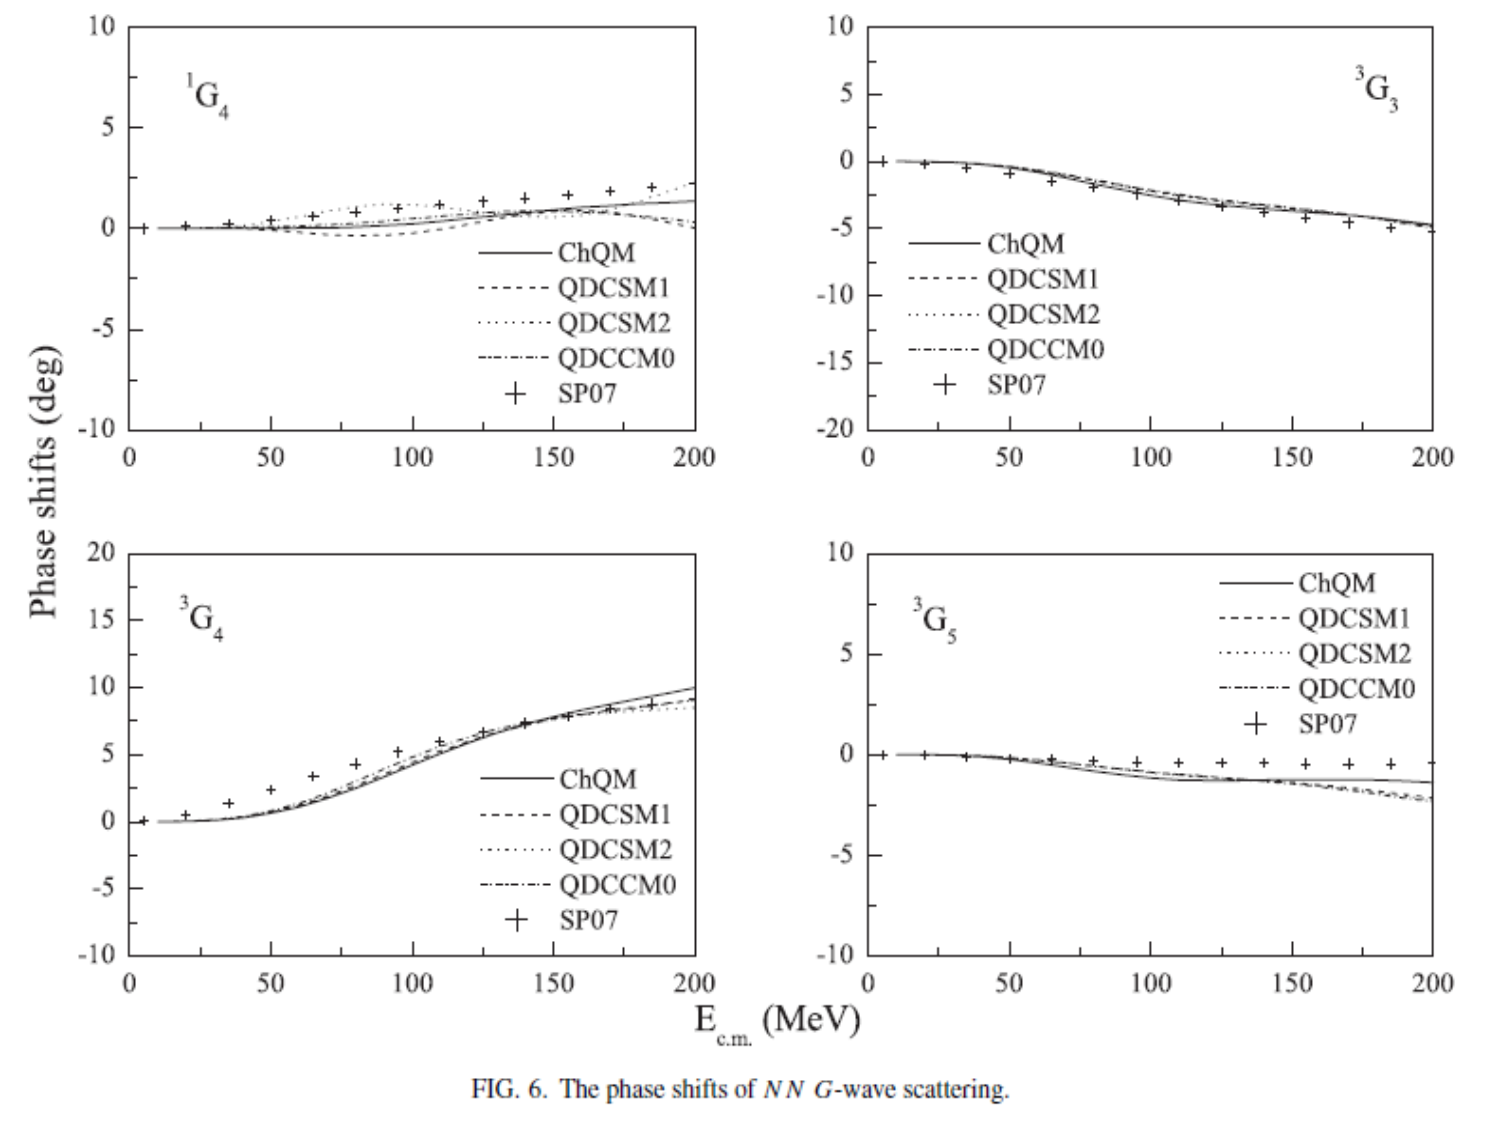 Phase shifts (deg)
10
5
0
-5
-10
0 50 100 150 200
1G4
ChQM
QDCSM1
QDCSM2
QDCCM0
SP07
10
5
0
-5
-10
-15
-20
0 50 100 150 200
3G3
ChQM
QDCSM1
QDCSM2
QDCCM0
SP07
20
15
10
5
0
-5
-10
0 50 100 150 200
3G4
ChQM
QDCSM1
QDCSM2
QDCCM0
SP07
10
5
0
-5
-10
0 50 100 150 200
3G5
ChQM
QDCSM1
QDCSM2
QDCCM0
SP07
Ec.m. (MeV)
FIG. 6. The phase shifts of NN G-wave scattering.